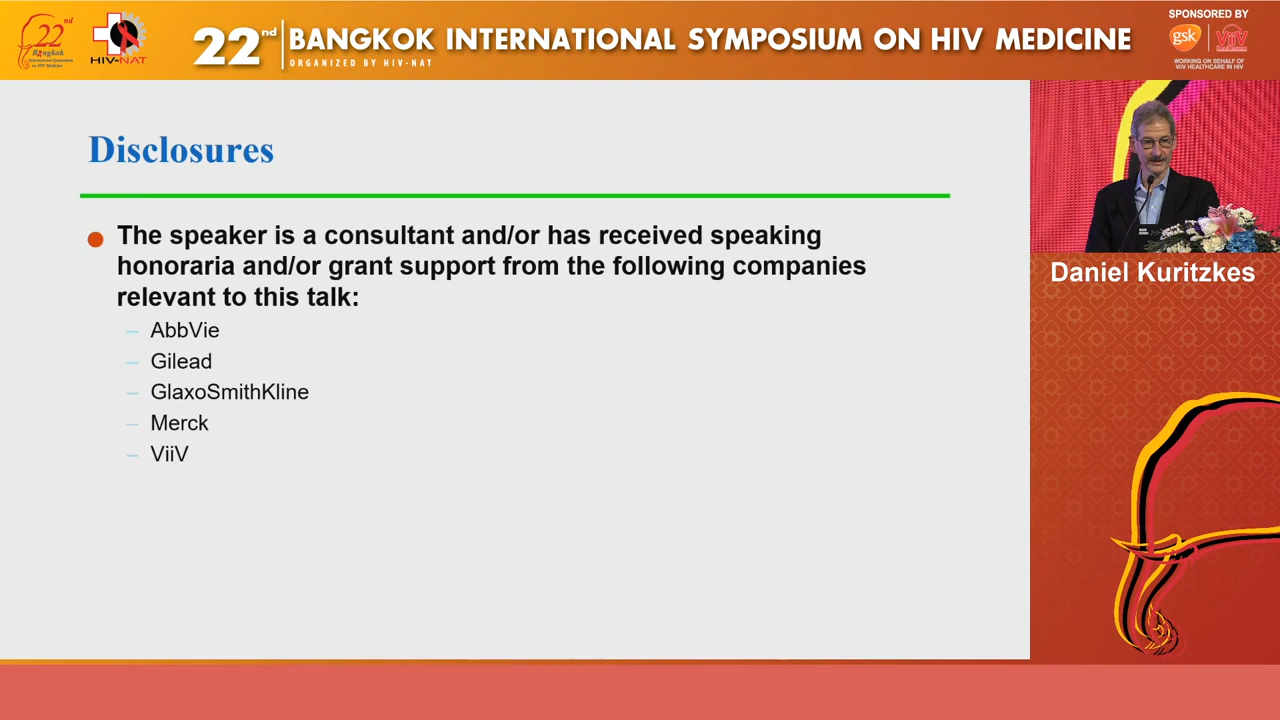 22nd
Bangkok
International Symposium
on HIV Medicine
HIV-NAT
22nd BANGKOK INTERNATIONAL SYMPOSIUM ON HIV MEDICINE
ORGANIZED BY HIV-NAT
SPONSORED BY
gsk
ViiV
WORKING ON BEHALF OF
VIIV HEALTHCARE IN HIV
Disclosures
The speaker is a consultant and/or has received speaking
honoraria and/or grant support from the following companies
relevant to this talk:
– AbbVie
– Gilead
– GlaxoSmithKline
– Merck
– ViiV
Daniel Kuritzkes